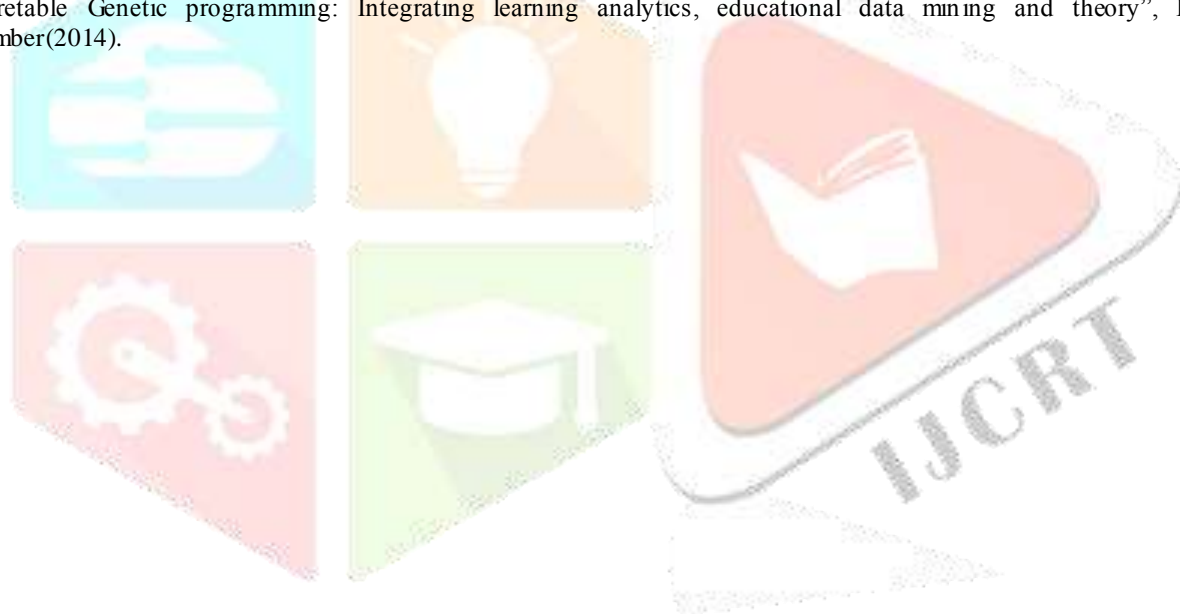 retable Genetic programming: Integrating learning analytics, educational data mining and theory”,
mber(2014).
IJCRT